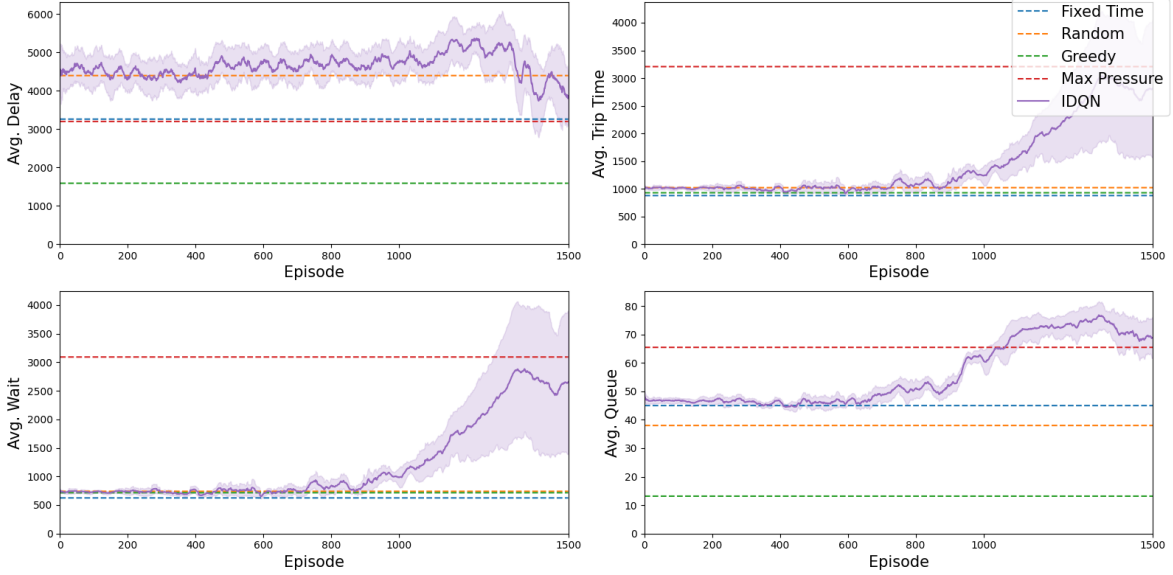 6000
5000
4000
3000
2000
1000
0
Avg. Delay
0 200 400 600 800 1000 1500
Episode
4000
3500
3000
2500
2000
1500
1000
500
0
Avg. Trip Time
0 200 400 600 800 1000 1500
Episode
Fixed Time
Random
Greedy
Max Pressure
IDQN
4000
3500
3000
2500
2000
1500
1000
500
0
Avg. Wait
0 200 400 600 800 1000 1500
Episode
80
70
60
50
40
30
20
10
0
Avg. Queue
0 200 400 600 800 1000 1500
Episode